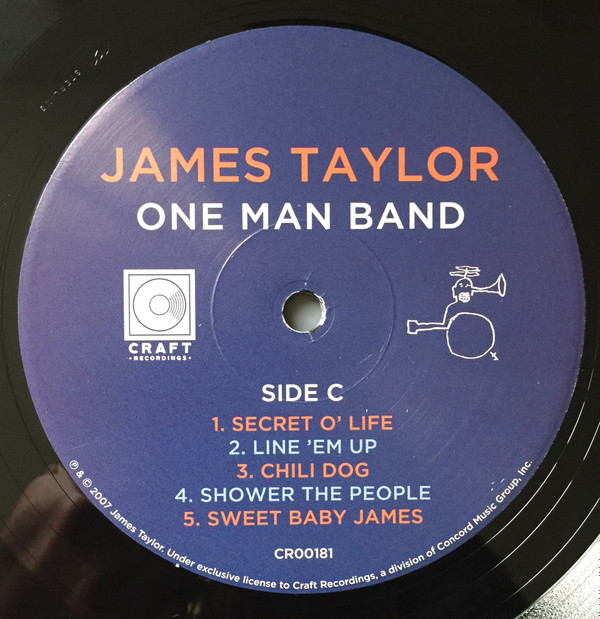 JAMES TAYLOR
ONE MAN BAND
CRAFT
•RECORDINGS•
SIDE C
1. SECRET O' LIFE
2. LINE 'EM UP
3. CHILI DOG
4. SHOWER THE PEOPLE
5. SWEET BABY JAMES
CR00181
℗ & © 2007 James Taylor. Under exclusive license to Craft Recordings, a division of Concord Music Group, Inc.